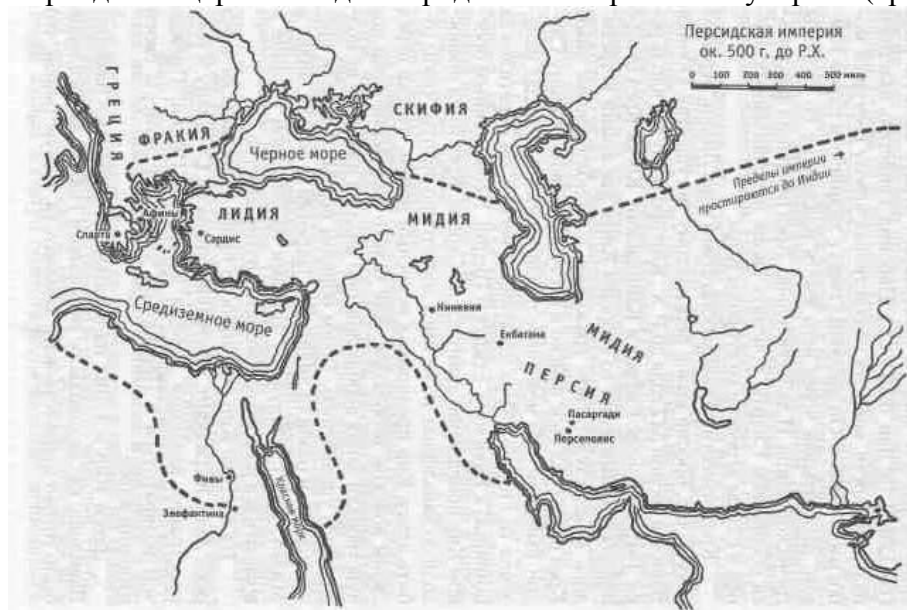 Персидская империя
ок. 500 г. до Р.Х.
0 100 200 300 400 500 миль
ГРЕЦИЯ
ФРАКИЯ
СКИФИЯ
Черное море
Пределы империи →
простираются до Индии
Афины
ЛИДИЯ
МИДИЯ
Спарта
Сардис
Средиземное море
Ниневия
Екбатана
МИДИЯ
ПЕРСИЯ
Пасаргади
Персеполис
Фивы
Красное море
Элефантина